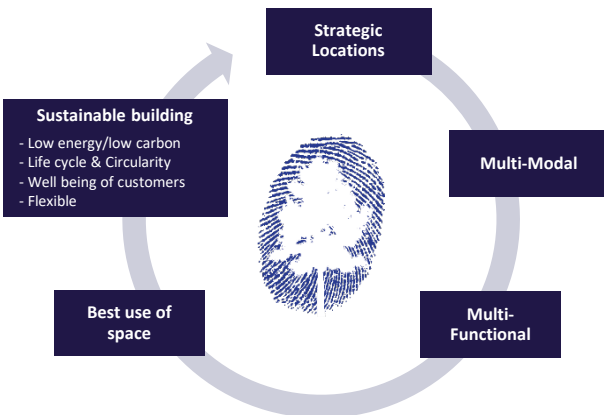 Strategic
Locations
Multi-Modal
Multi-
Functional
Best use of
space
Sustainable building
- Low energy/low carbon
- Life cycle & Circularity
- Well being of customers
- Flexible